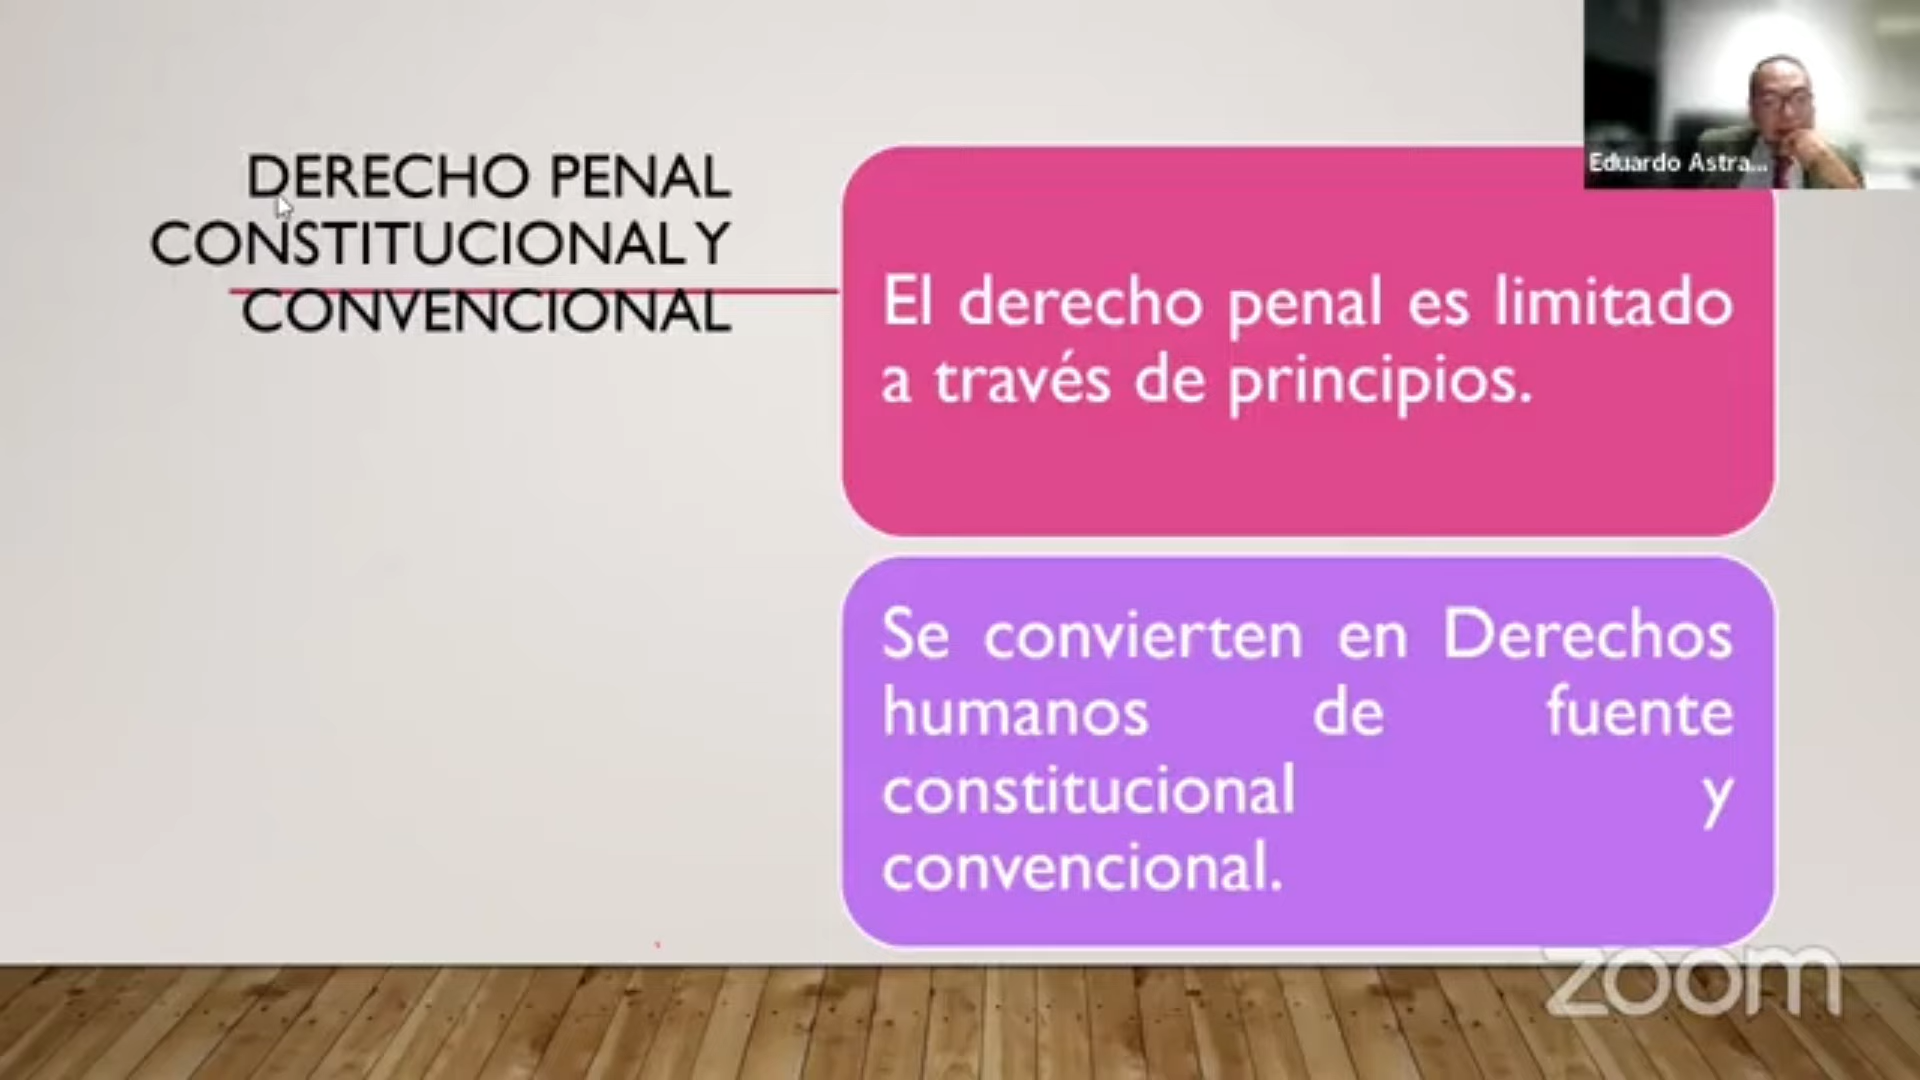 DERECHO PENAL
CONSTITUCIONAL Y
CONVENCIONAL
El derecho penal es limitado
a través de principios.
Se convierten en Derechos
humanos de fuente
constitucional y
convencional.
Eduardo Astra...
zoom